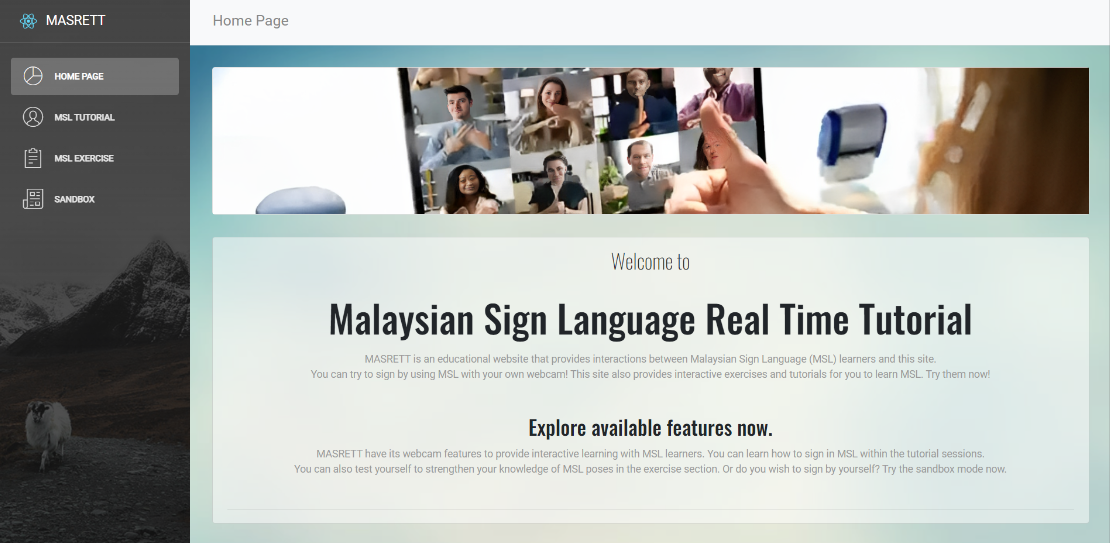 MASRETT
Home Page
HOME PAGE
MSL TUTORIAL
MSL EXERCISE
SANDBOX
Welcome to
Malaysian Sign Language Real Time Tutorial
MASRETT is an educational website that provides interactions between Malaysian Sign Language (MSL) learners and this site.
You can try to sign by using MSL with your own webcam! This site also provides interactive exercises and tutorials for you to learn MSL. Try them now!
Explore available features now.
MASRETT have its webcam features to provide interactive learning with MSL learners. You can learn how to sign in MSL within the tutorial sessions.
You can also test yourself to strengthen your knowledge of MSL poses in the exercise section. Or do you wish to sign by yourself? Try the sandbox mode now.